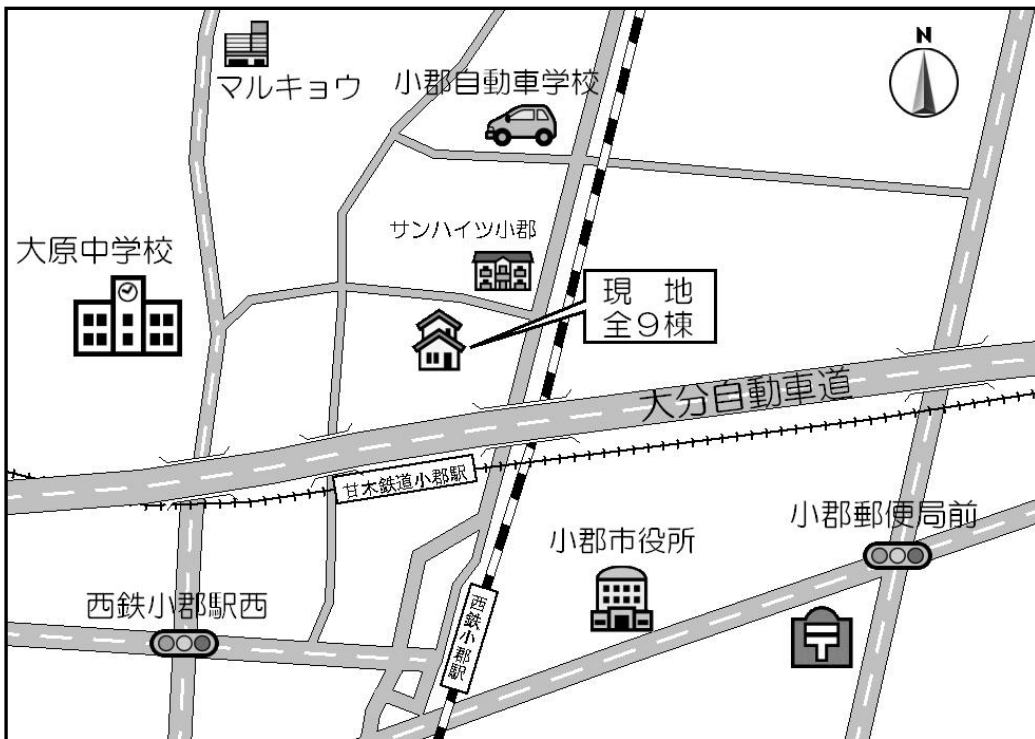 N
マルキョウ
小郡自動車学校
サンハイツ小郡
大原中学校
現 地
全9棟
大分自動車道
甘木鉄道小郡駅
小郡郵便局前
小郡市役所
西鉄小郡駅西
西鉄小郡駅